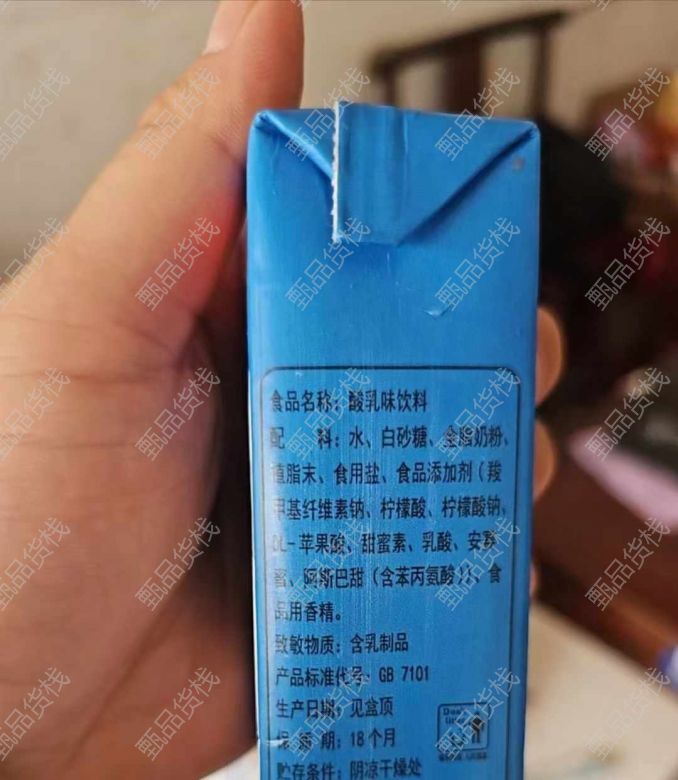 食品名称：酸乳味饮料
配 料：水、白砂糖、全脂奶粉、
植脂末、食用盐、食品添加剂（羧
甲基纤维素钠、柠檬酸、柠檬酸钠、
DL-苹果酸、甜蜜素、乳酸、安赛
蜜、阿斯巴甜（含苯丙氨酸））、食
品用香精。
致敏物质：含乳制品
产品标准代号：GB 7101
生产日期：见盒顶
保 质 期：18个月
贮存条件：阴凉干燥处
甄品货栈